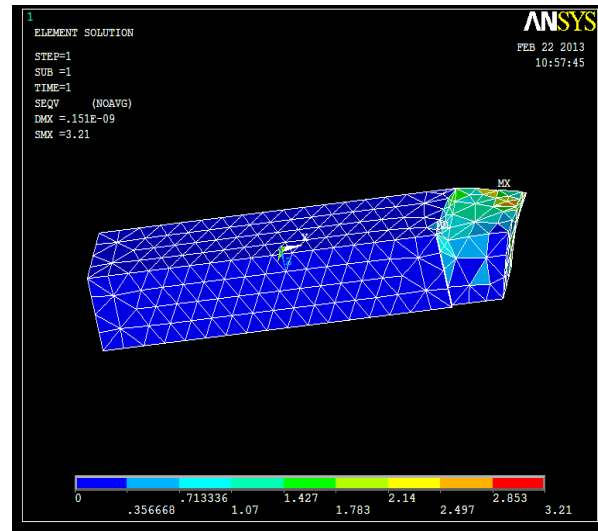 1
ANSYS
ELEMENT SOLUTION
FEB 22 2013
10:57:45
STEP=1
SUB =1
TIME=1
SEQV (NOAVG)
DMX =.151E-09
SMX =3.21
MX
X
0 .713336 1.427 2.14 2.853
.356668 1.07 1.783 2.497 3.21